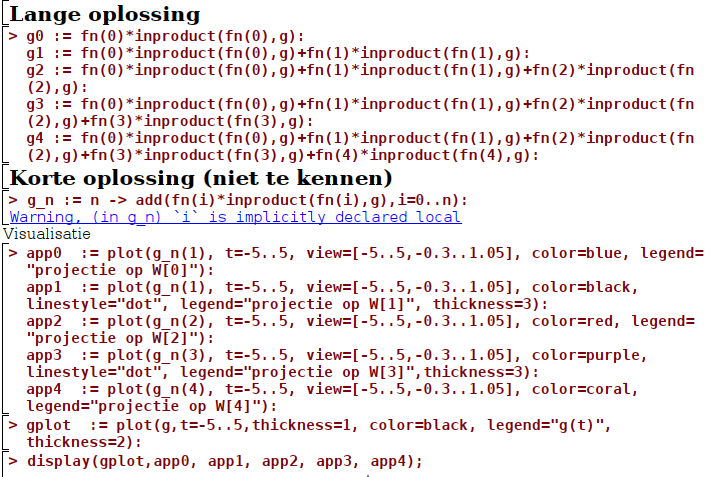 Lange oplossing
> g0 := fn(0)*inproduct(fn(0),g):
g1 := fn(0)*inproduct(fn(0),g)+fn(1)*inproduct(fn(1),g):
g2 := fn(0)*inproduct(fn(0),g)+fn(1)*inproduct(fn(1),g)+fn(2)*inproduct(fn
(2),g):
g3 := fn(0)*inproduct(fn(0),g)+fn(1)*inproduct(fn(1),g)+fn(2)*inproduct(fn
(2),g)+fn(3)*inproduct(fn(3),g):
g4 := fn(0)*inproduct(fn(0),g)+fn(1)*inproduct(fn(1),g)+fn(2)*inproduct(fn
(2),g)+fn(3)*inproduct(fn(3),g)+fn(4)*inproduct(fn(4),g):
Korte oplossing (niet te kennen)
> g_n := n -> add(fn(i)*inproduct(fn(i),g),i=0..n):
Warning, (in g_n) `i` is implicitly declared local
Visualisatie
> app0  := plot(g_n(1), t=-5..5, view=[-5..5,-0.3..1.05], color=blue, legend=
"projectie op W[0]"):
app1  := plot(g_n(1), t=-5..5, view=[-5..5,-0.3..1.05], color=black,
linestyle="dot", legend="projectie op W[1]", thickness=3):
app2  := plot(g_n(2), t=-5..5, view=[-5..5,-0.3..1.05], color=red, legend=
"projectie op W[2]"):
app3  := plot(g_n(3), t=-5..5, view=[-5..5,-0.3..1.05], color=purple,
linestyle="dot", legend="projectie op W[3]",thickness=3):
app4  := plot(g_n(4), t=-5..5, view=[-5..5,-0.3..1.05], color=coral,
legend="projectie op W[4]"):
> gplot  := plot(g,t=-5..5,thickness=1, color=black, legend="g(t)",
thickness=2):
> display(gplot,app0, app1, app2, app3, app4);